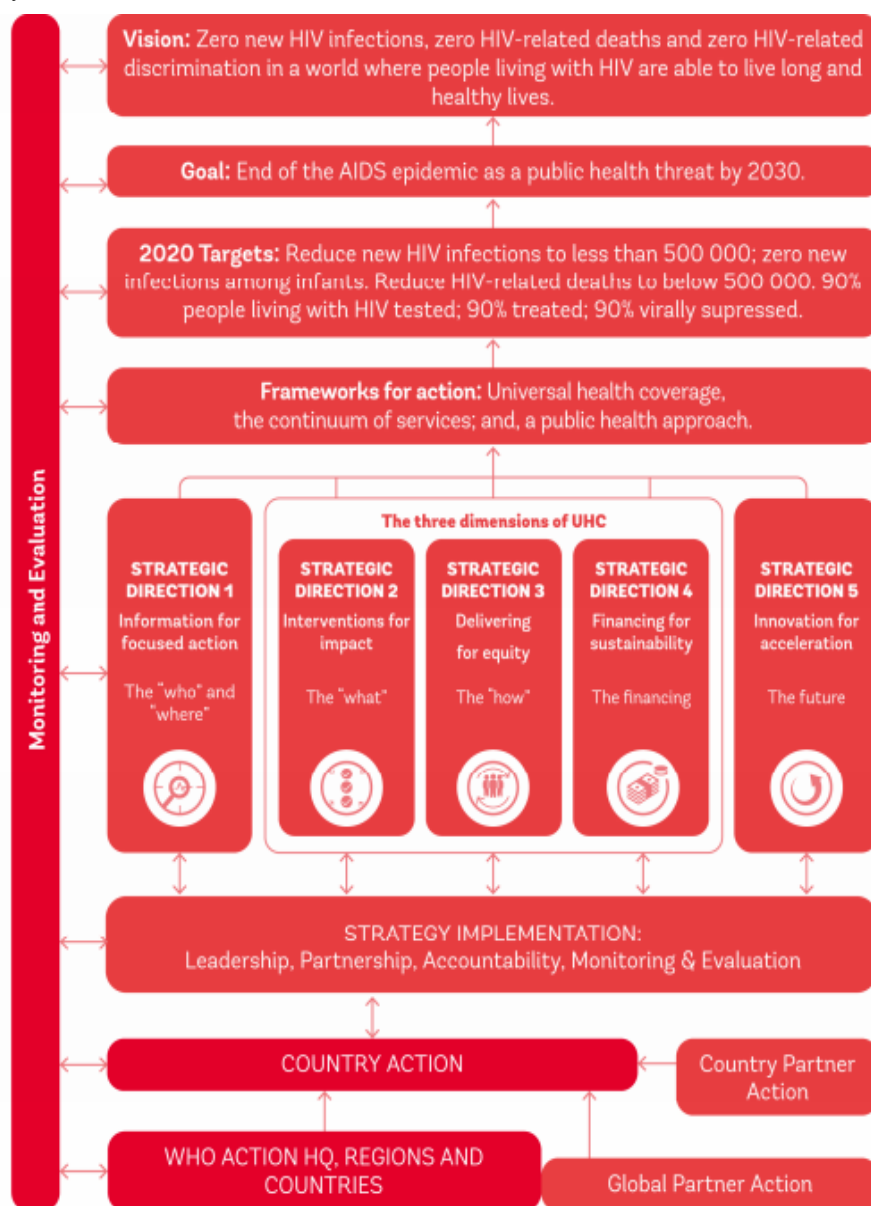 Vision: Zero new HIV infections, zero HIV-related deaths and zero HIV-related
discrimination in a world where people living with HIV are able to live long and
healthy lives.
Goal: End of the AIDS epidemic as a public health threat by 2030.
2020 Targets: Reduce new HIV infections to less than 500 000; zero new
infections among infants. Reduce HIV-related deaths to below 500 000. 90%
people living with HIV tested; 90% treated; 90% virally supressed.
Frameworks for action: Universal health coverage,
the continuum of services; and, a public health approach.
Monitoring and Evaluation
The three dimensions of UHC
STRATEGIC
DIRECTION 1
Information for
focused action
The "who" and
"where"
STRATEGIC
DIRECTION 2
Interventions for
impact
The "what"
STRATEGIC
DIRECTION 3
Delivering
for equity
The "how"
STRATEGIC
DIRECTION 4
Financing for
sustainability
The financing
STRATEGIC
DIRECTION 5
Innovation for
acceleration
The future
STRATEGY IMPLEMENTATION:
Leadership, Partnership, Accountability, Monitoring & Evaluation
COUNTRY ACTION
Country Partner
Action
WHO ACTION HQ, REGIONS AND
COUNTRIES
Global Partner Action